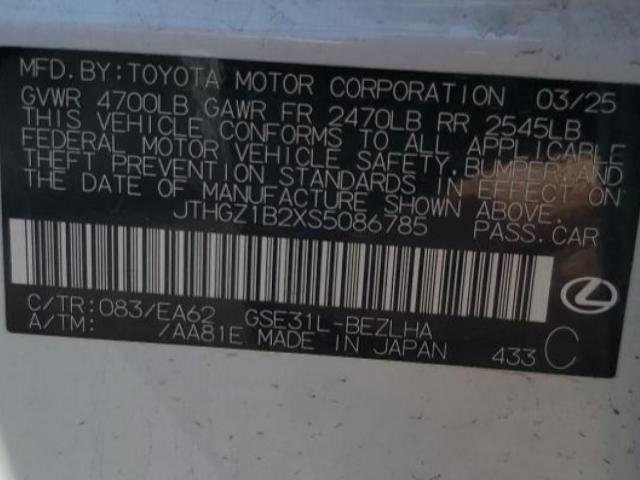 MFD.BY:TOYOTA MOTOR CORPORATION 03/25
GVWR 4700LB GAWR FR 2470LB RR 2545LB
THIS VEHICLE CONFORMS TO ALL APPLICABLE
FEDERAL MOTOR VEHICLE SAFETY,BUMPER,AND
THEFT PREVENTION STANDARDS IN EFFECT ON
THE DATE OF MANUFACTURE SHOWN ABOVE.
JTHGZ1B2XS5086785 PASS.CAR
C/TR:083/EA62 GSE31L-BEZLHA
A/TM: /AA81E MADE IN JAPAN 433 C